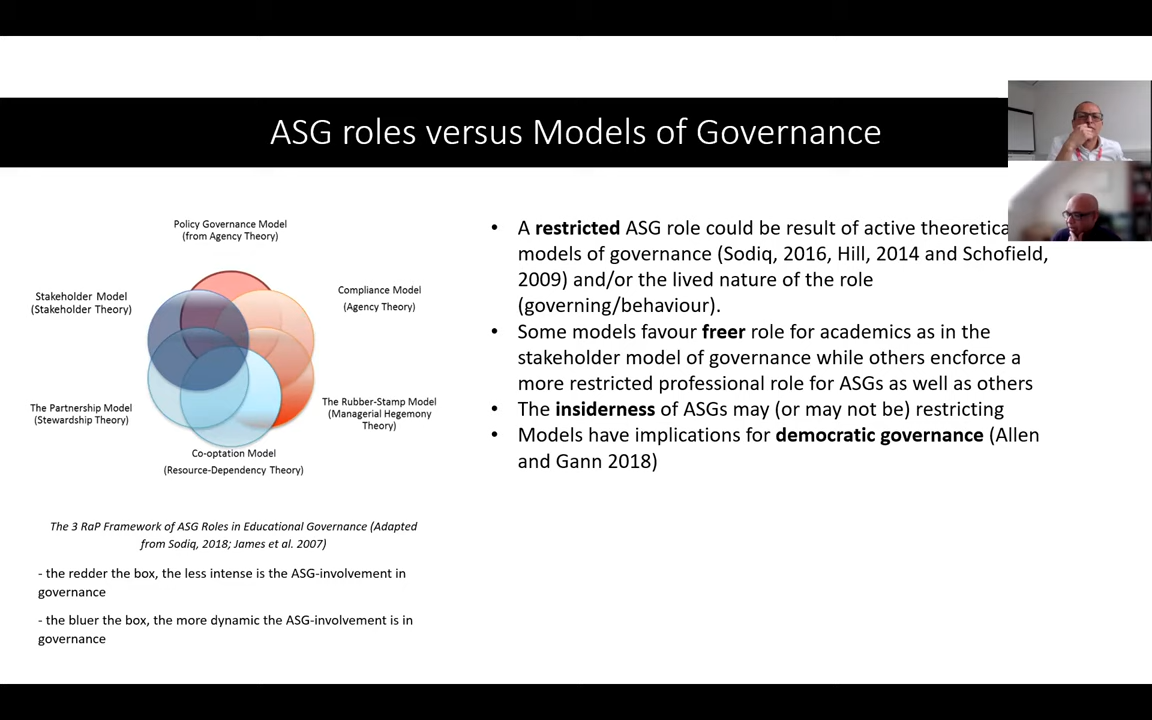 ASG roles versus Models of Governance
Policy Governance Model
(from Agency Theory)
Stakeholder Model
(Stakeholder Theory)
Compliance Model
(Agency Theory)
The Partnership Model
(Stewardship Theory)
The Rubber-Stamp Model
(Managerial Hegemony
Theory)
Co-optation Model
(Resource-Dependency Theory)
The 3 RaP Framework of ASG Roles in Educational Governance (Adapted
from Sodiq, 2018; James et al. 2007)
- the redder the box, the less intense is the ASG-involvement in
governance
- the bluer the box, the more dynamic the ASG-involvement is in
governance
• A restricted ASG role could be result of active theoretica
models of governance (Sodiq, 2016, Hill, 2014 and Schofield,
2009) and/or the lived nature of the role
(governing/behaviour).
• Some models favour freer role for academics as in the
stakeholder model of governance while others encforce a
more restricted professional role for ASGs as well as others
• The insiderness of ASGs may (or may not be) restricting
• Models have implications for democratic governance (Allen
and Gann 2018)